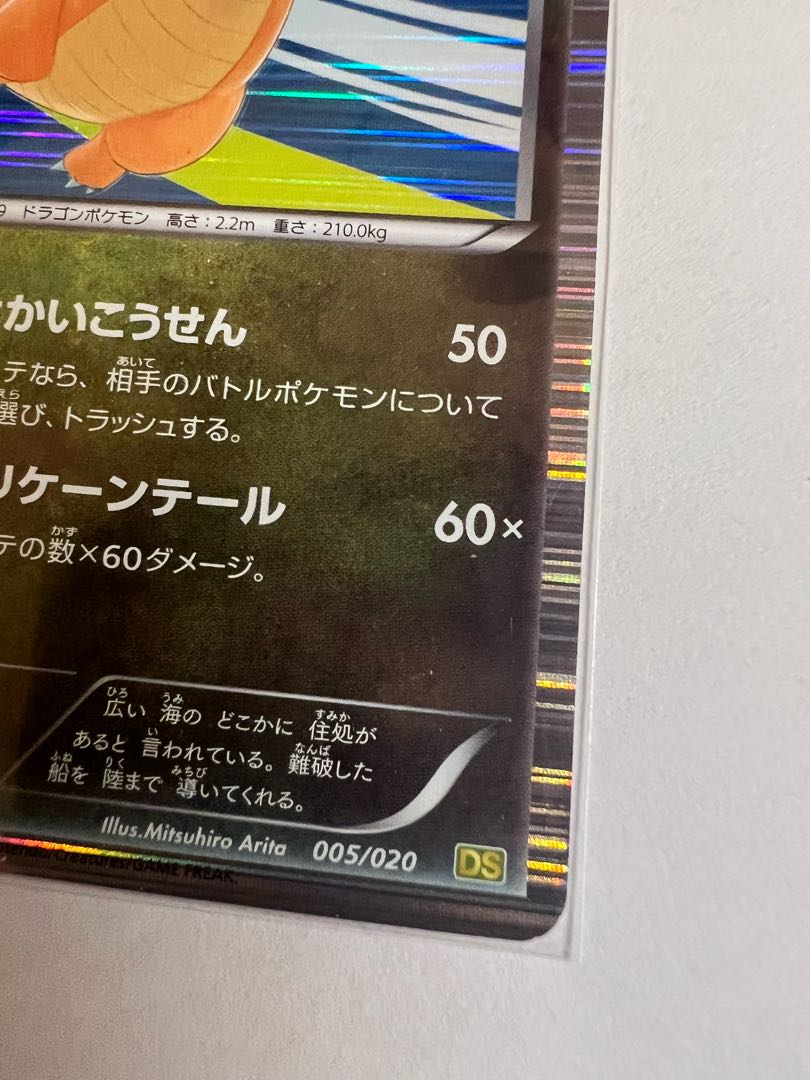 9 ドラゴンポケモン 高さ：2.2m 重さ：210.0kg
かいこうせん 50
テなら、相手のバトルポケモンについて
選び、トラッシュする。
リケーンテール 60×
テの数×60ダメージ。
広い 海の どこかに 住処が
あると 言われている。難破した
船を 陸まで 導いてくれる。
Illus.Mitsuhiro Arita 005/020 DS
/Creatures/GAME FREAK.